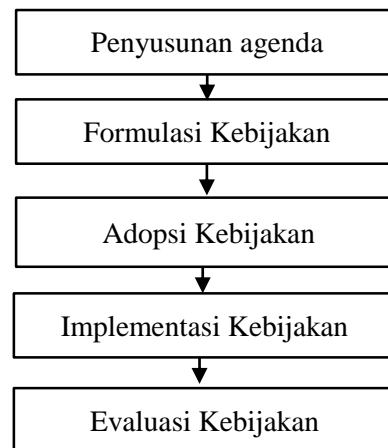 Penyusunan agenda
Formulasi Kebijakan
Adopsi Kebijakan
Implementasi Kebijakan
Evaluasi Kebijakan